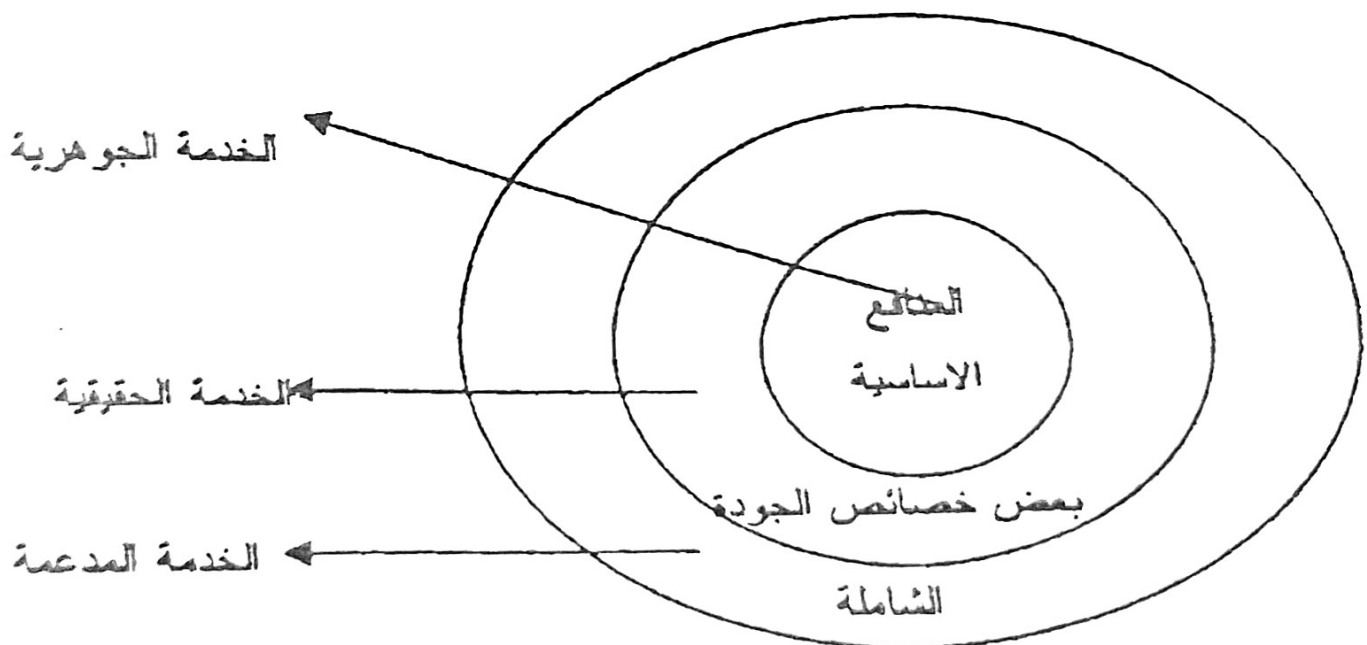 الخدمة الجوهرية
المنافع
الاساسية
الخدمة الحقيقية
بعض خصائص الجودة
الخدمة المدعمة
الشاملة